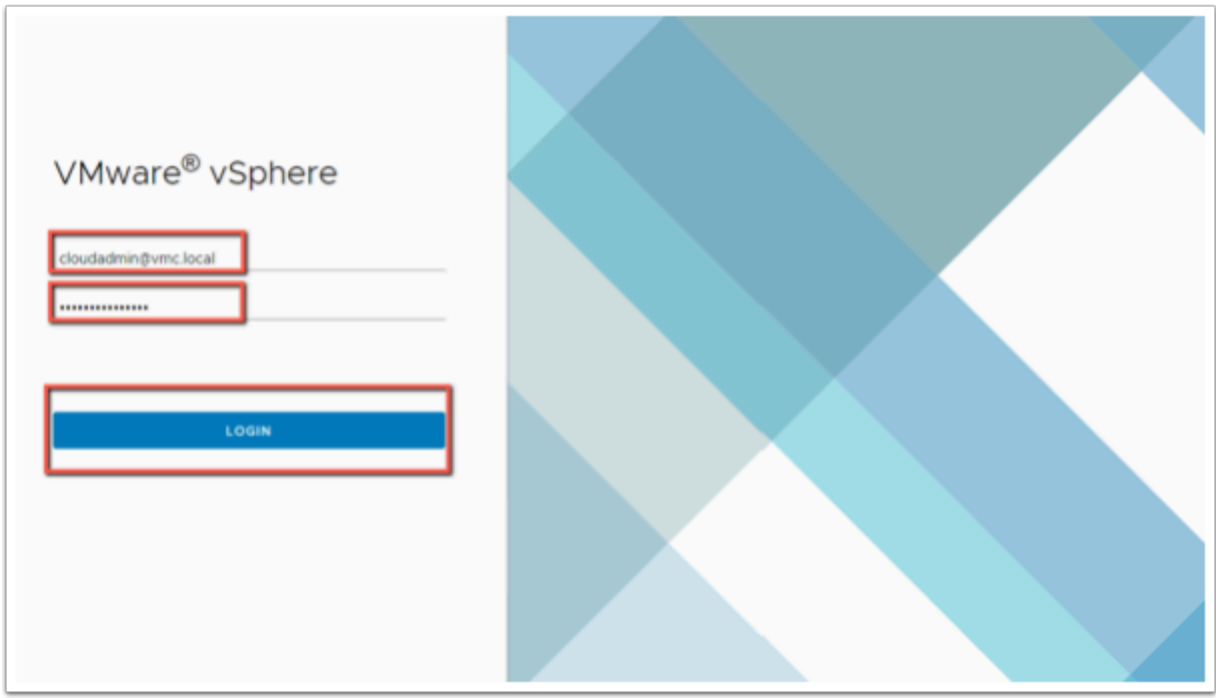 VMware® vSphere
cloudadmin@vmc.local
•••••••••••••••
LOGIN